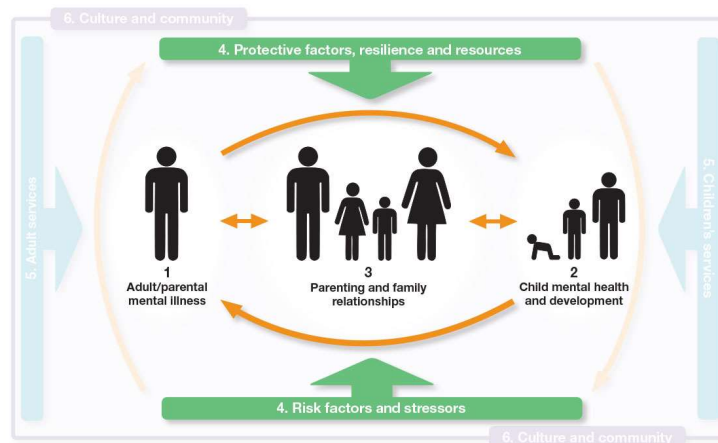 6. Culture and community
4. Protective factors, resilience and resources
5. Adult services
5. Children's services
1
Adult/parental
mental illness
3
Parenting and family
relationships
2
Child mental health
and development
4. Risk factors and stressors
6. Culture and community